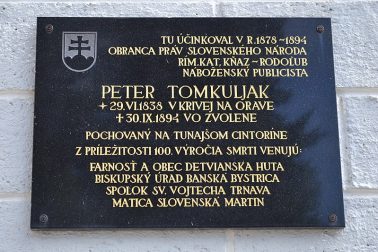 TU ÚČINKOVAL V R. 1878 - 1894
OBRANCA PRÁV SLOVENSKÉHO NÁRODA
RÍM. KAT. KŇAZ - RODOĽUB
NÁBOŽENSKÝ PUBLICISTA
PETER TOMKULJAK
+ 29. VI. 1838 V KRIVEJ NA ORAVE
+ 30. IX. 1894 VO ZVOLENE
POCHOVANÝ NA TUNAJŠOM CINTORÍNE
Z PRÍLEŽITOSTI 100. VÝROČIA SMRTI VENUJÚ:
FARNOSŤ A OBEC DETVIANSKA HUTA
BISKUPSKÝ ÚRAD BANSKÁ BYSTRICA
SPOLOK SV. VOJTECHA TRNAVA
MATICA SLOVENSKÁ MARTIN